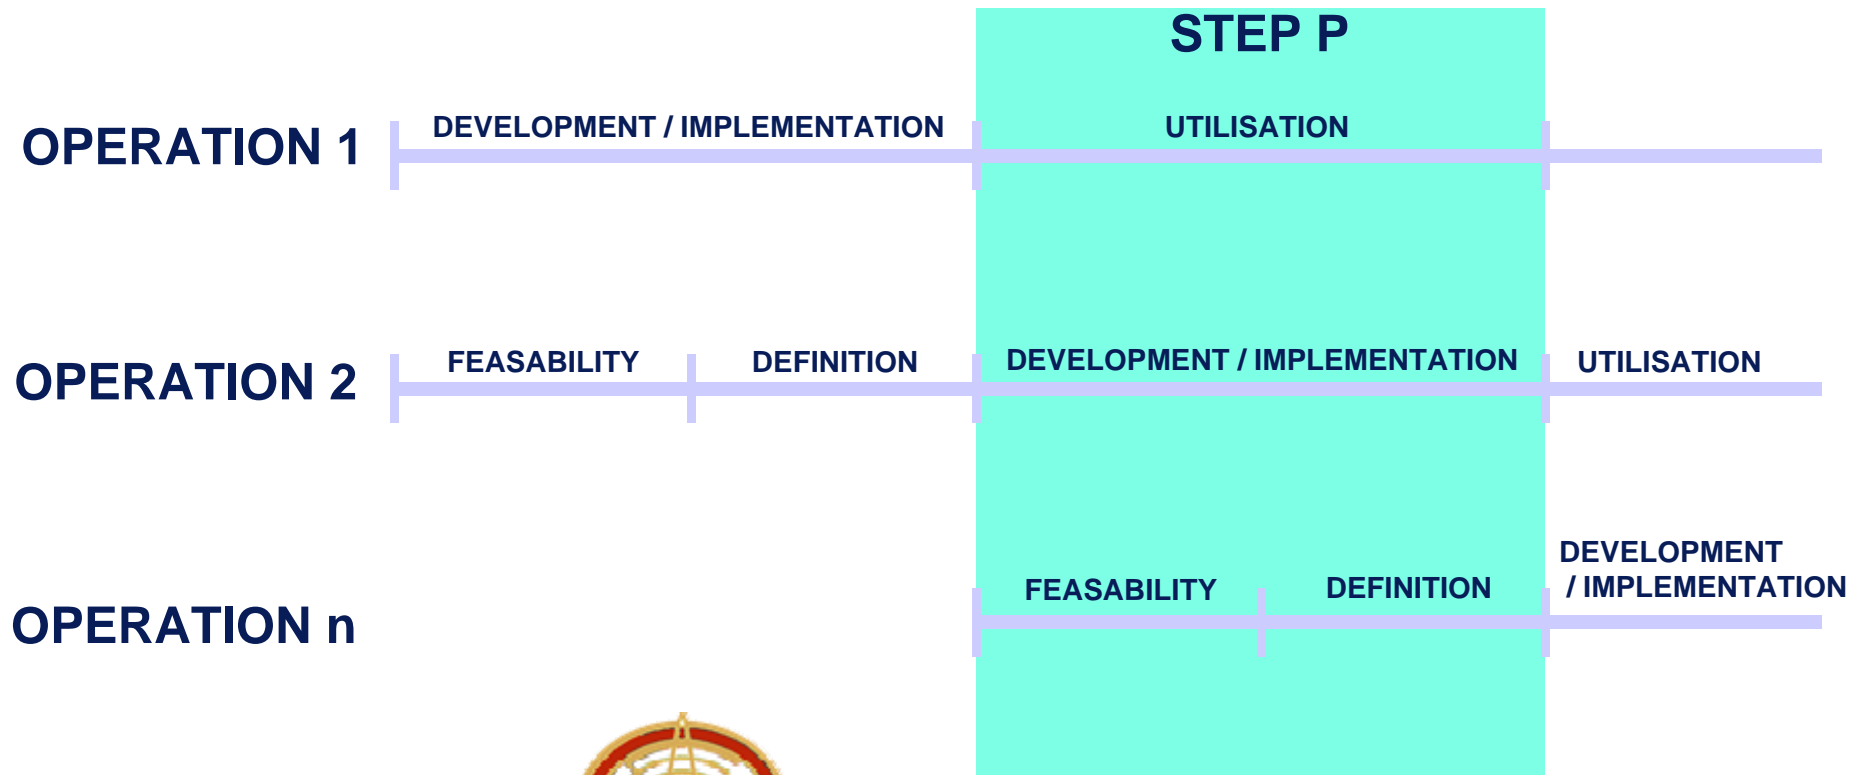 STEP P
OPERATION 1
DEVELOPMENT / IMPLEMENTATION
UTILISATION
OPERATION 2
FEASABILITY
DEFINITION
DEVELOPMENT / IMPLEMENTATION
UTILISATION
OPERATION n
FEASABILITY
DEFINITION
DEVELOPMENT
/ IMPLEMENTATION